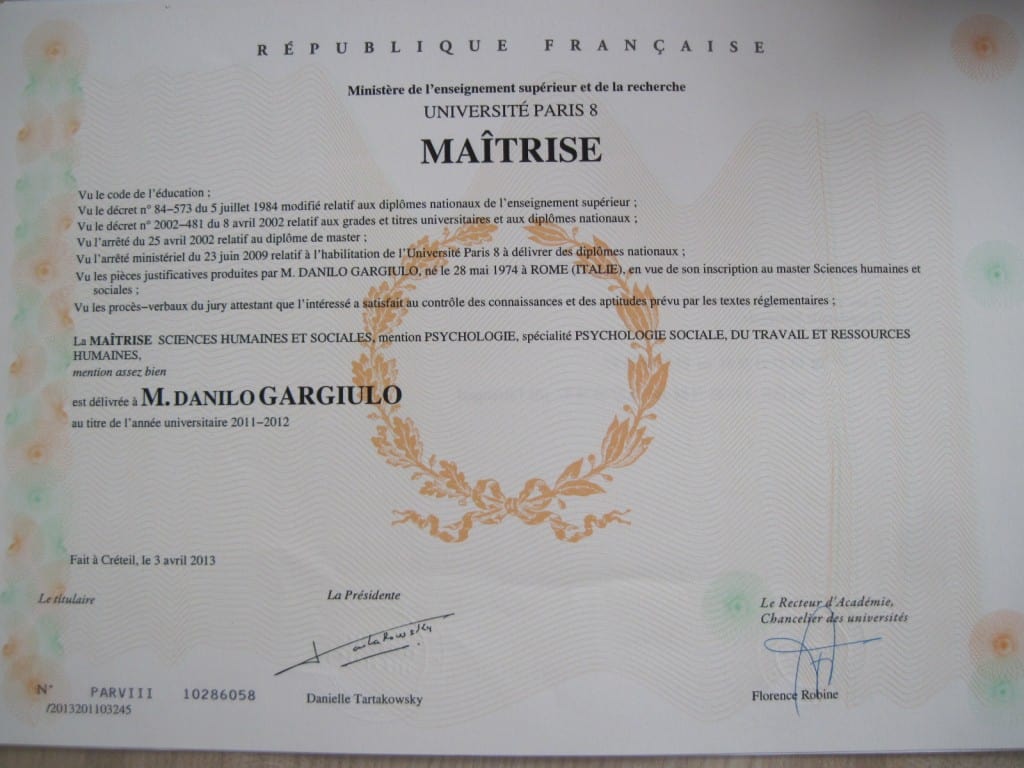 RÉPUBLIQUE FRANÇAISE
Ministère de l'enseignement supérieur et de la recherche
UNIVERSITÉ PARIS 8
MAÎTRISE
Vu le code de l'éducation ;
Vu le décret n° 84–573 du 5 juillet 1984 modifié relatif aux diplômes nationaux de l'enseignement supérieur ;
Vu le décret n° 2002–481 du 8 avril 2002 relatif aux grades et titres universitaires et aux diplômes nationaux ;
Vu l'arrêté du 25 avril 2002 relatif au diplôme de master ;
Vu l'arrêté ministériel du 23 juin 2009 relatif à l'habilitation de l'Université Paris 8 à délivrer des diplômes nationaux ;
Vu les pièces justificatives produites par M. DANILO GARGIULO, né le 28 mai 1974 à ROME (ITALIE), en vue de son inscription au master Sciences humaines et
sociales ;
Vu les procès–verbaux du jury attestant que l'intéressé a satisfait au contrôle des connaissances et des aptitudes prévu par les textes réglementaires ;
La MAÎTRISE SCIENCES HUMAINES ET SOCIALES, mention PSYCHOLOGIE, spécialité PSYCHOLOGIE SOCIALE, DU TRAVAIL ET RESSOURCES
HUMAINES,
mention assez bien
est délivrée à M. DANILO GARGIULO
au titre de l'année universitaire 2011–2012
Fait à Créteil, le 3 avril 2013
Le titulaire
La Présidente
Le Recteur d'Académie,
Chancelier des universités
N° PARVIII 10286058
/2013201103245
Danielle Tartakowsky
Florence Robine